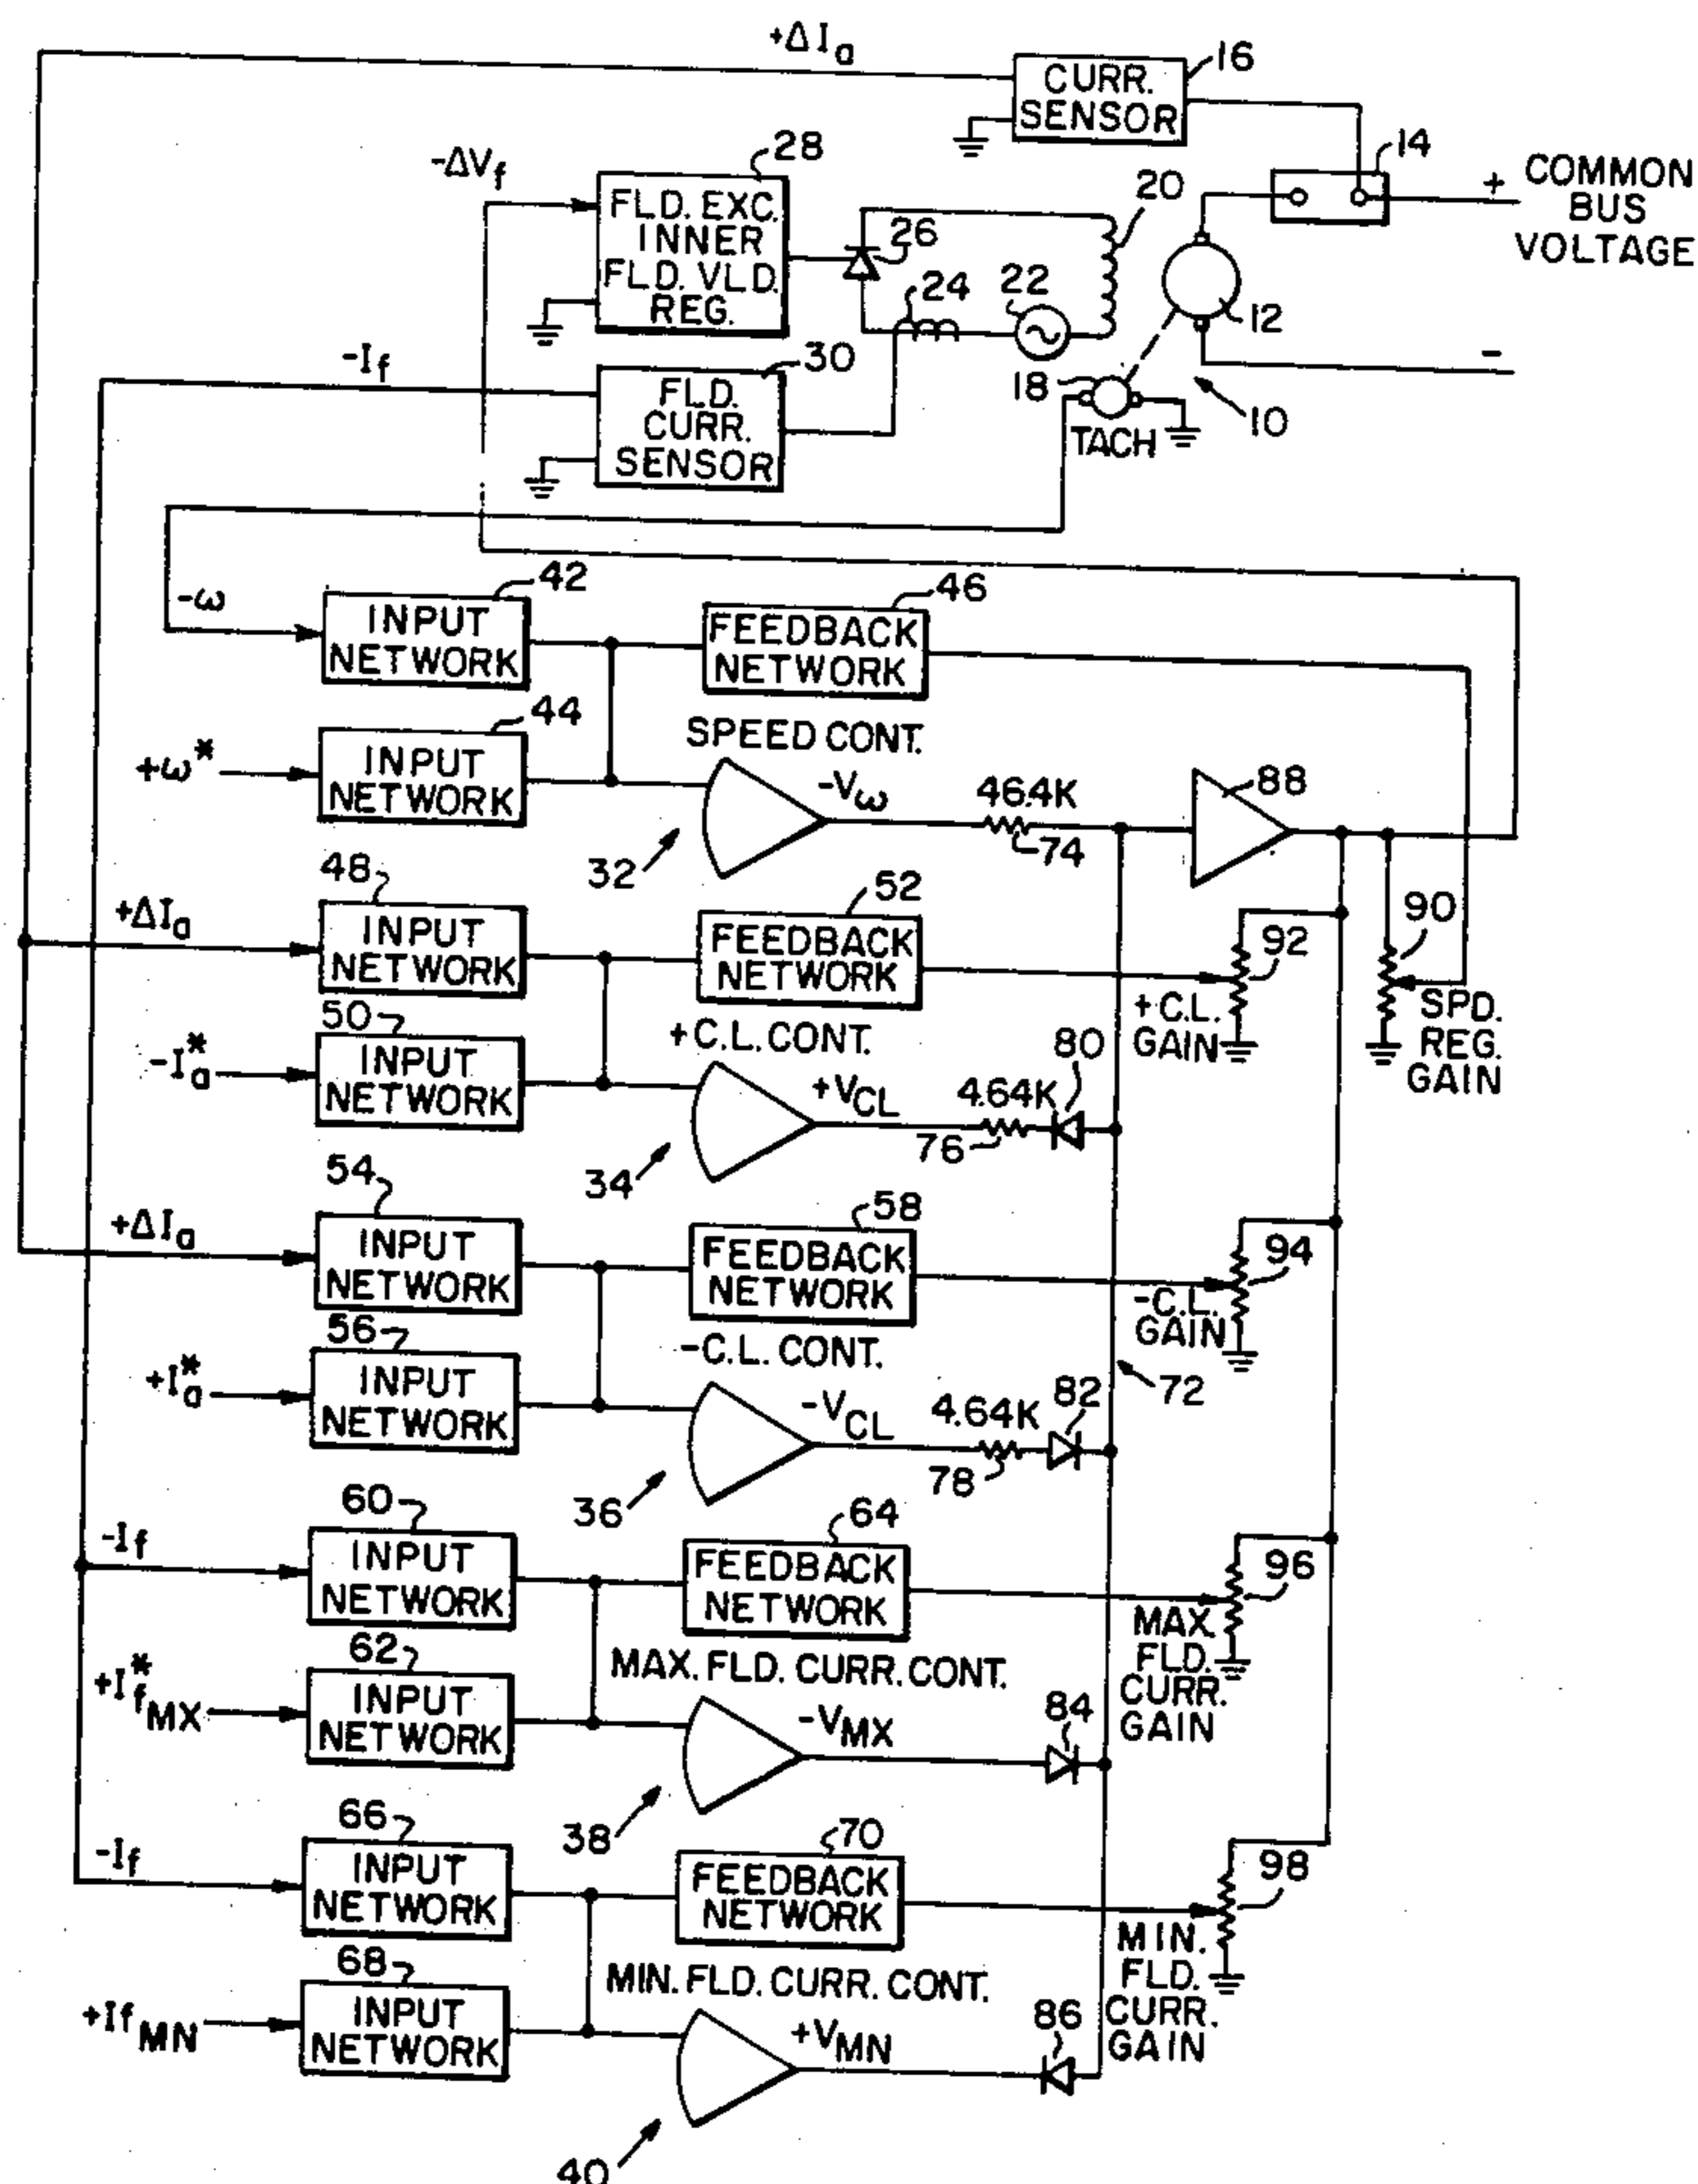 +ΔIa
CURR.
SENSOR
16
14
+
COMMON
BUS
VOLTAGE
-ΔVf
28
FLD. EXC.
INNER
FLD. VLD.
REG.
26
20
24
22
12
-
-If
30
FLD.
CURR.
SENSOR
18
TACH
10
-ω
42
INPUT
NETWORK
46
FEEDBACK
NETWORK
+ω*
44
INPUT
NETWORK
SPEED CONT.
-Vω
46.4K
74
88
32
+ΔIa
48
INPUT
NETWORK
52
FEEDBACK
NETWORK
92
90
+C.L.
GAIN
SPD.
REG.
GAIN
-Ia*
50
INPUT
NETWORK
+C.L. CONT.
+VCL
4.64K
80
76
34
+ΔIa
54
INPUT
NETWORK
58
FEEDBACK
NETWORK
94
-C.L.
GAIN
+Ia*
56
INPUT
NETWORK
-C.L. CONT.
-VCL
4.64K
82
72
78
36
-If
60
INPUT
NETWORK
64
FEEDBACK
NETWORK
96
MAX.
FLD.
CURR.
GAIN
+If*MX
62
INPUT
NETWORK
MAX. FLD. CURR. CONT.
-VMX
84
38
-If
66
INPUT
NETWORK
70
FEEDBACK
NETWORK
98
MIN.
FLD.
CURR.
GAIN
+IfMN
68
INPUT
NETWORK
MIN. FLD. CURR. CONT.
+VMN
86
40